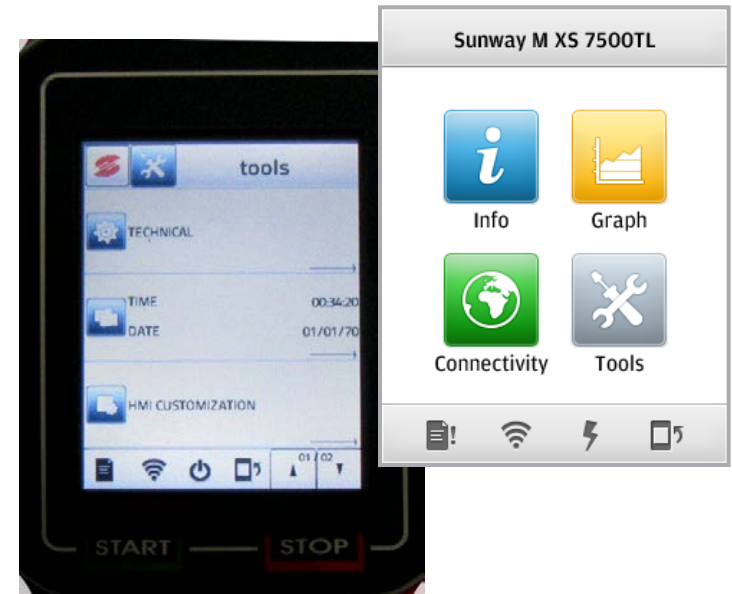 Sunway M XS 7500TL
Info
Graph
Connectivity
Tools
tools
TECHNICAL
TIME 00:34:20
DATE 01/01/70
HMI CUSTOMIZATION
01 / 02
START
STOP